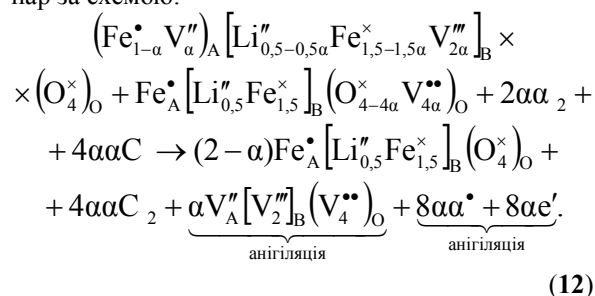 пар за схемою:
(Fe•₁₋α V″α)A [Li″₀,₅₋₀,₅α Fe×₁,₅₋₁,₅α V‴₂α]B ×
× (O×₄)O + Fe•A [Li″₀,₅ Fe×₁,₅]B (O×₄₋₄α V••₄α)O + 2αα ₂ +
+ 4ααC → (2 − α)Fe•A [Li″₀,₅ Fe×₁,₅]B (O×₄)O +
+ 4ααC ₂ + αV″A [V‴₂]B (V••₄)O + 8αα• + 8αe′.
анігіляція анігіляція
(12)